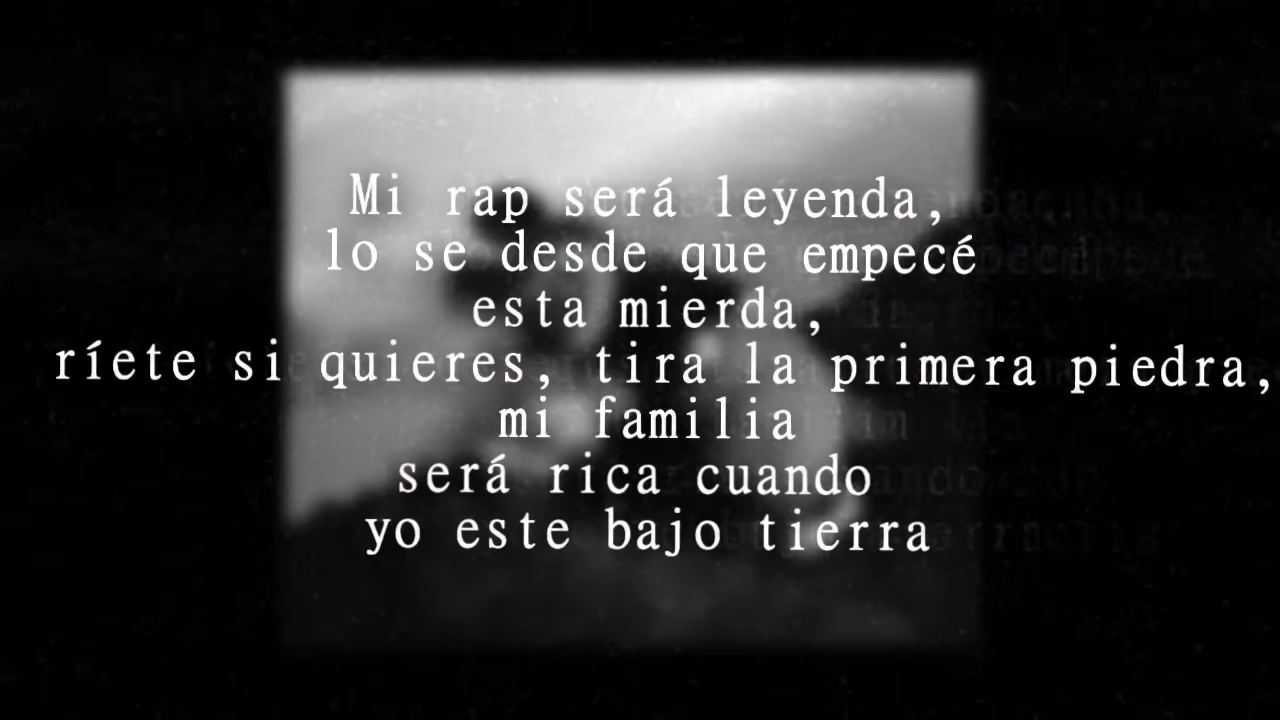 Mi rap será leyenda,
lo se desde que empecé
esta mierda,
ríete si quieres, tira la primera piedra,
mi familia
será rica cuando
yo este bajo tierra